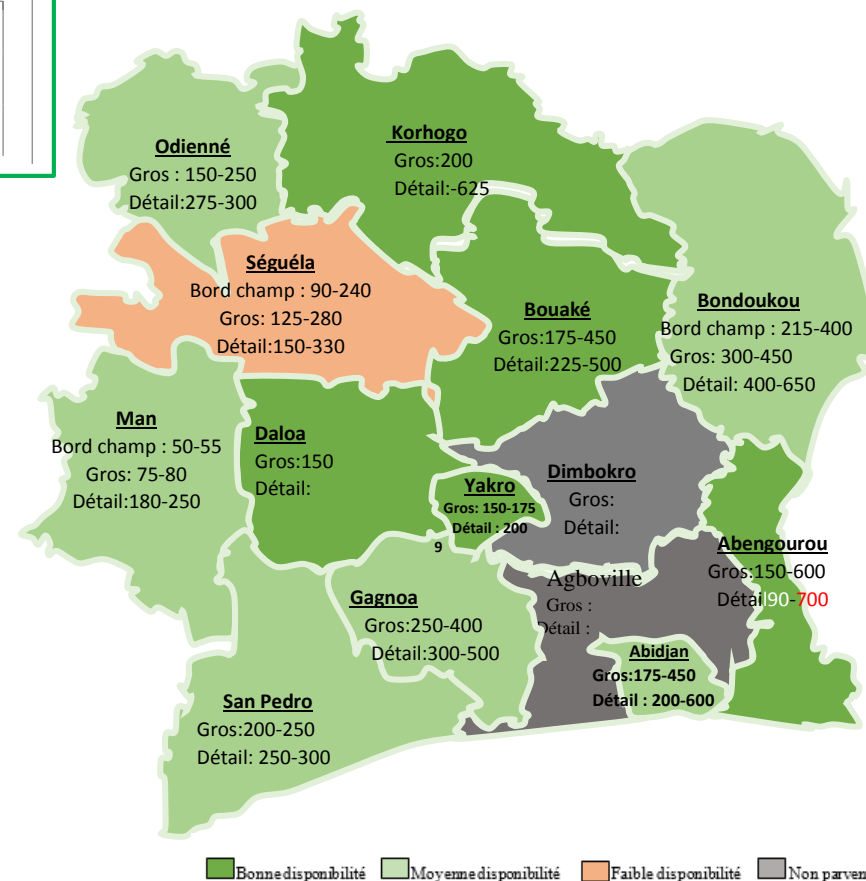 Odienné
Gros : 150-250
Détail:275-300
Korhogo
Gros:200
Détail:-625
Séguéla
Bord champ : 90-240
Gros: 125-280
Détail:150-330
Bouaké
Gros:175-450
Détail:225-500
Bondoukou
Bord champ : 215-400
Gros: 300-450
Détail: 400-650
Man
Bord champ : 50-55
Gros: 75-80
Détail:180-250
Daloa
Gros:150
Détail:
Yakro
Gros: 150-175
Détail : 200
9
Dimbokro
Gros:
Détail:
Abengourou
Gros:150-600
Détail90-700
Agboville
Gros :
Détail :
Gagnoa
Gros:250-400
Détail:300-500
Abidjan
Gros:175-450
Détail : 200-600
San Pedro
Gros:200-250
Détail: 250-300
Bonne disponibilité Moyenne disponibilité Faible disponibilité Non parven